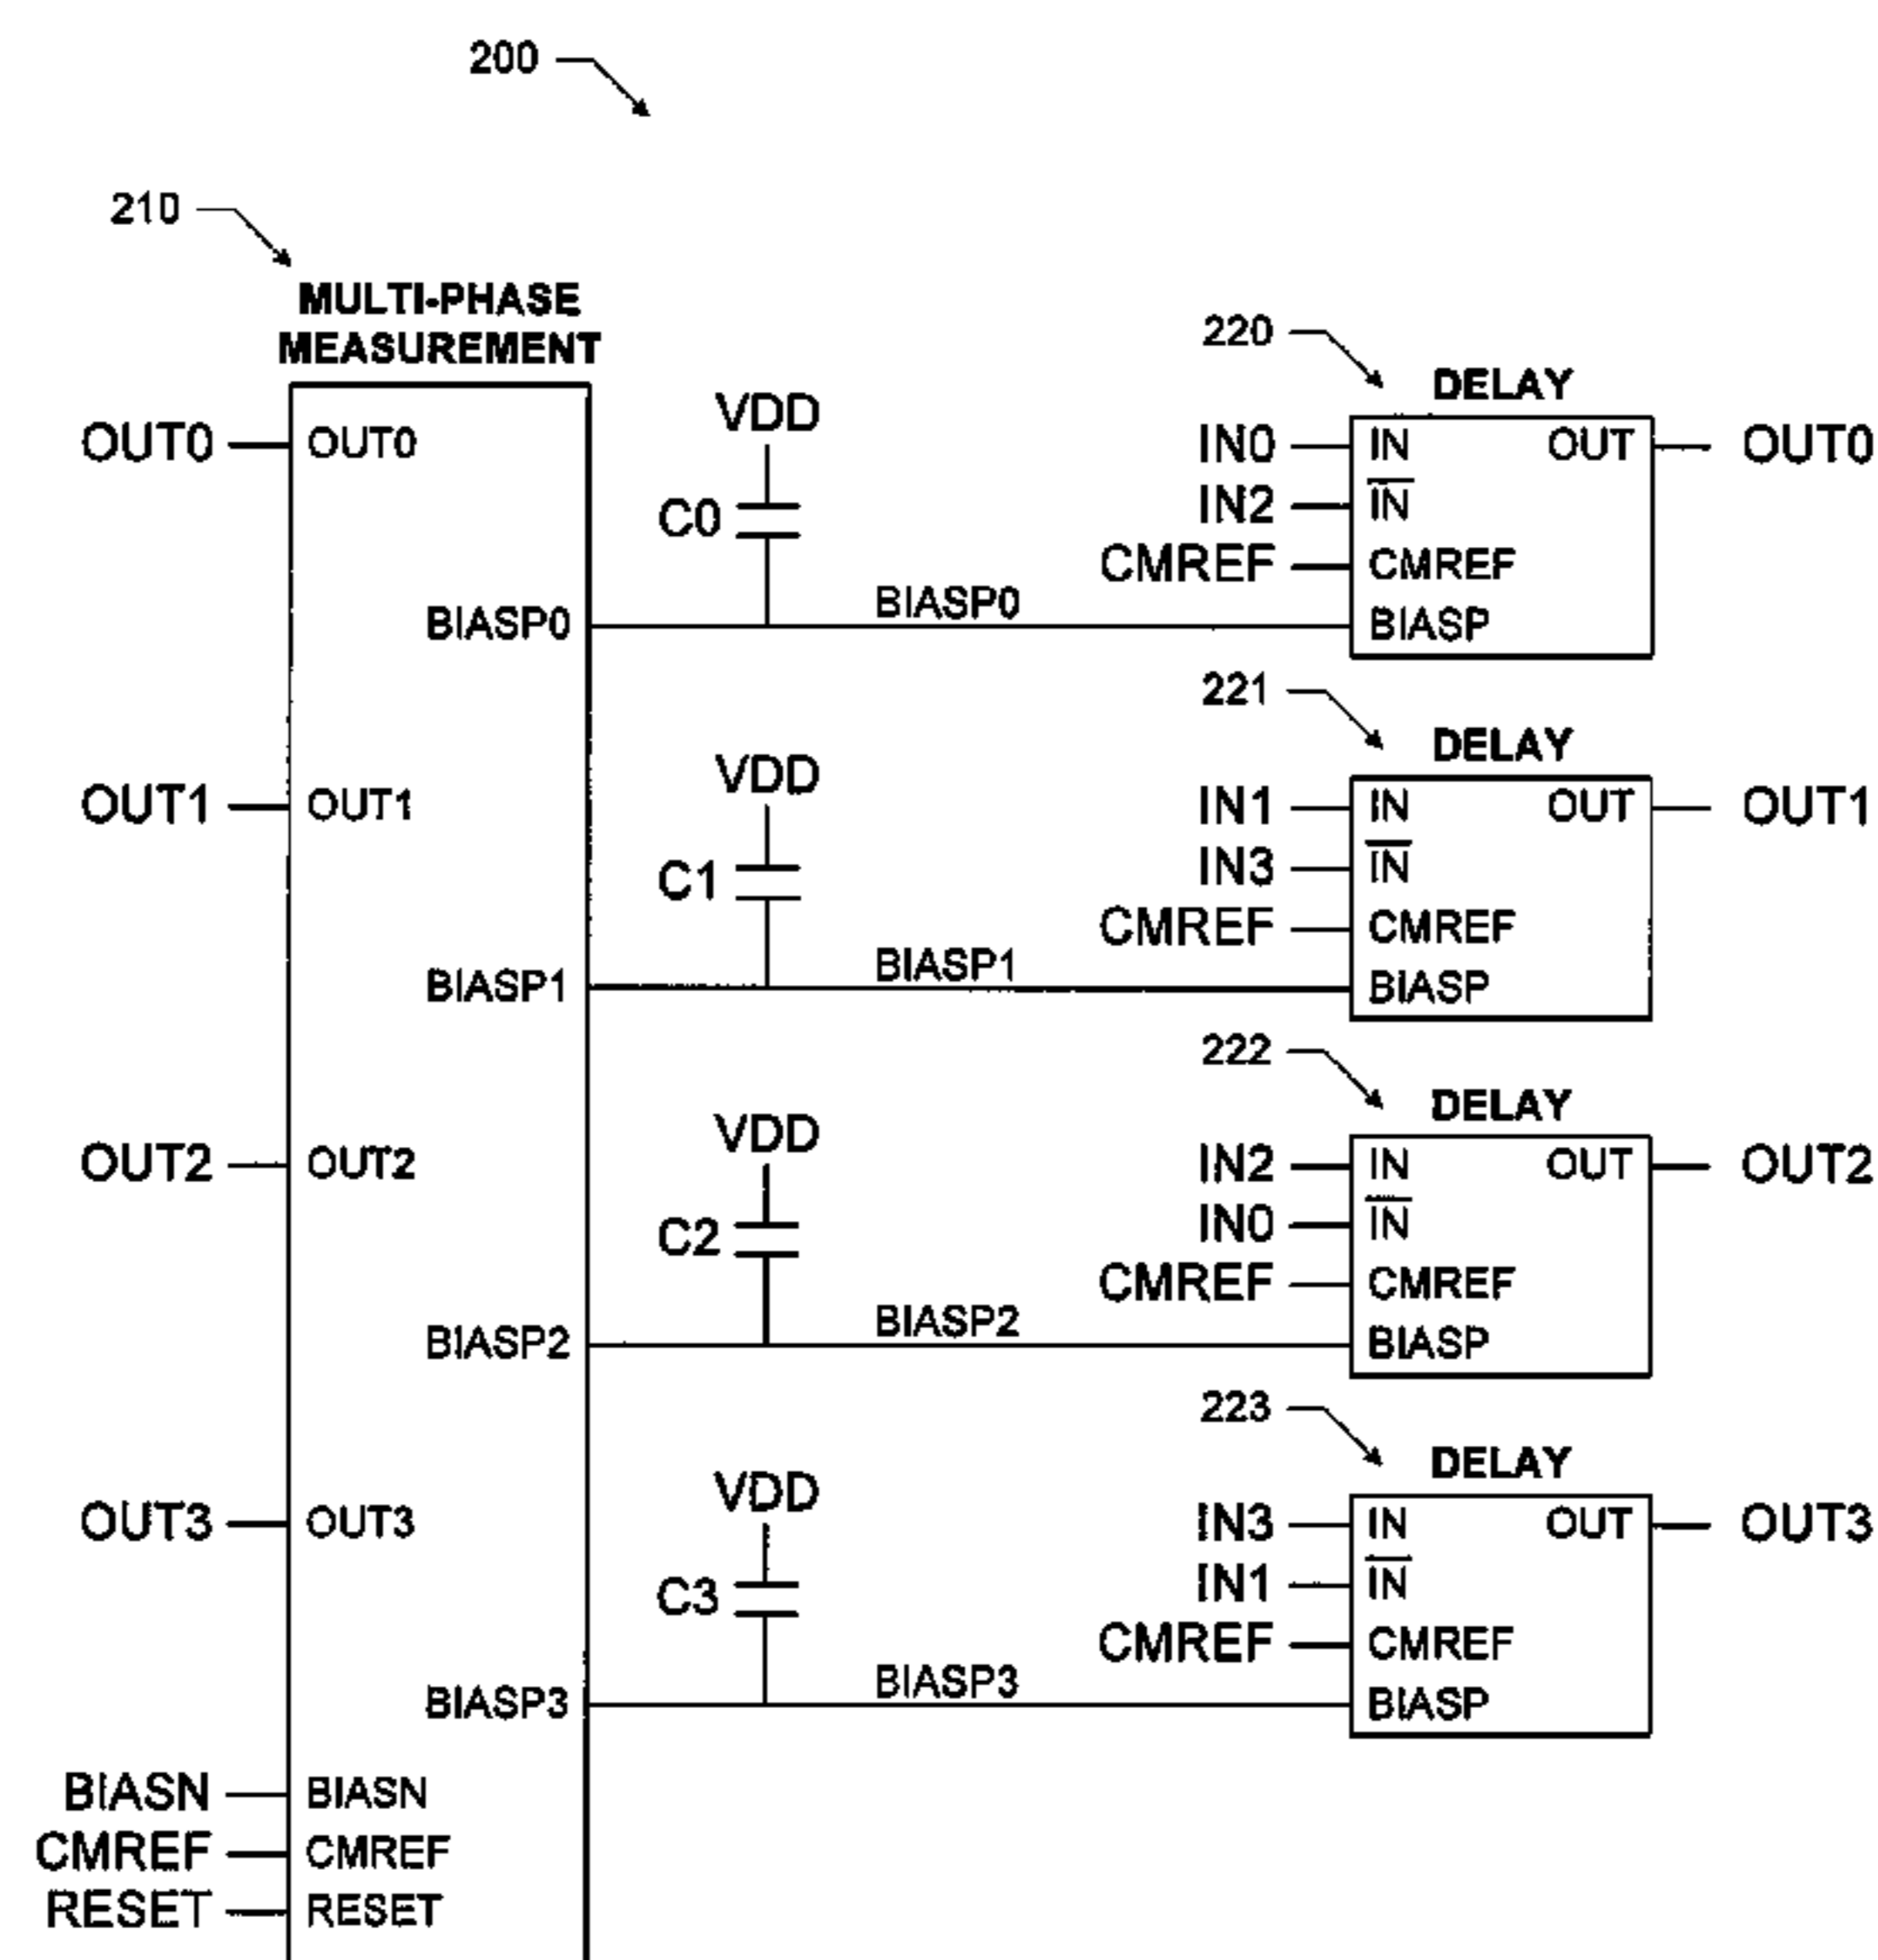 200
210
MULTI-PHASE
MEASUREMENT
OUT0
OUT0
BIASP0
OUT1
OUT1
BIASP1
OUT2
OUT2
BIASP2
OUT3
OUT3
BIASP3
BIASN
BIASN
CMREF
CMREF
RESET
RESET
VDD
C0
BIASP0
VDD
C1
BIASP1
VDD
C2
BIASP2
VDD
C3
BIASP3
220
DELAY
IN0
IN
OUT
OUT0
IN2
IN
CMREF
CMREF
BIASP
221
DELAY
IN1
IN
OUT
OUT1
IN3
IN
CMREF
CMREF
BIASP
222
DELAY
IN2
IN
OUT
OUT2
IN0
IN
CMREF
CMREF
BIASP
223
DELAY
IN3
IN
OUT
OUT3
IN1
IN
CMREF
CMREF
BIASP